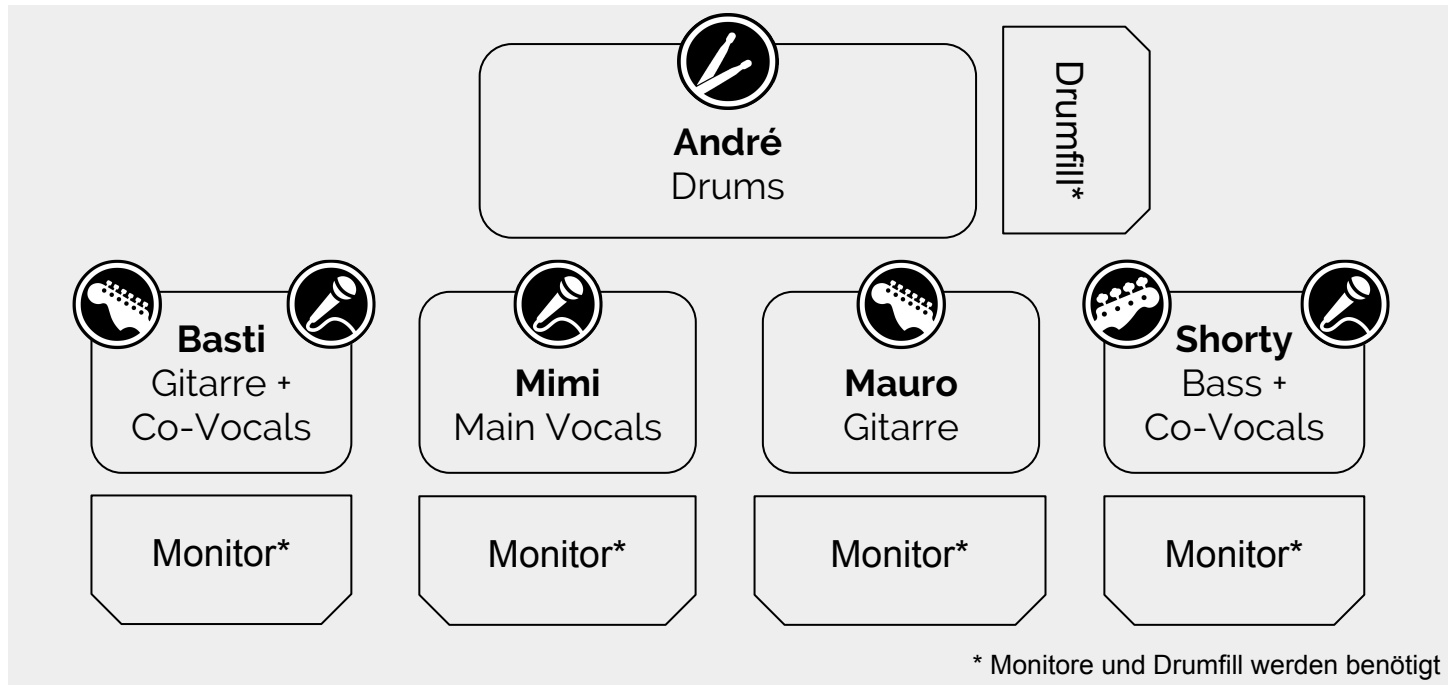 André
Drums
Drumfill*
Basti
Gitarre +
Co-Vocals
Mimi
Main Vocals
Mauro
Gitarre
Shorty
Bass +
Co-Vocals
Monitor*
Monitor*
Monitor*
Monitor*
* Monitore und Drumfill werden benötigt